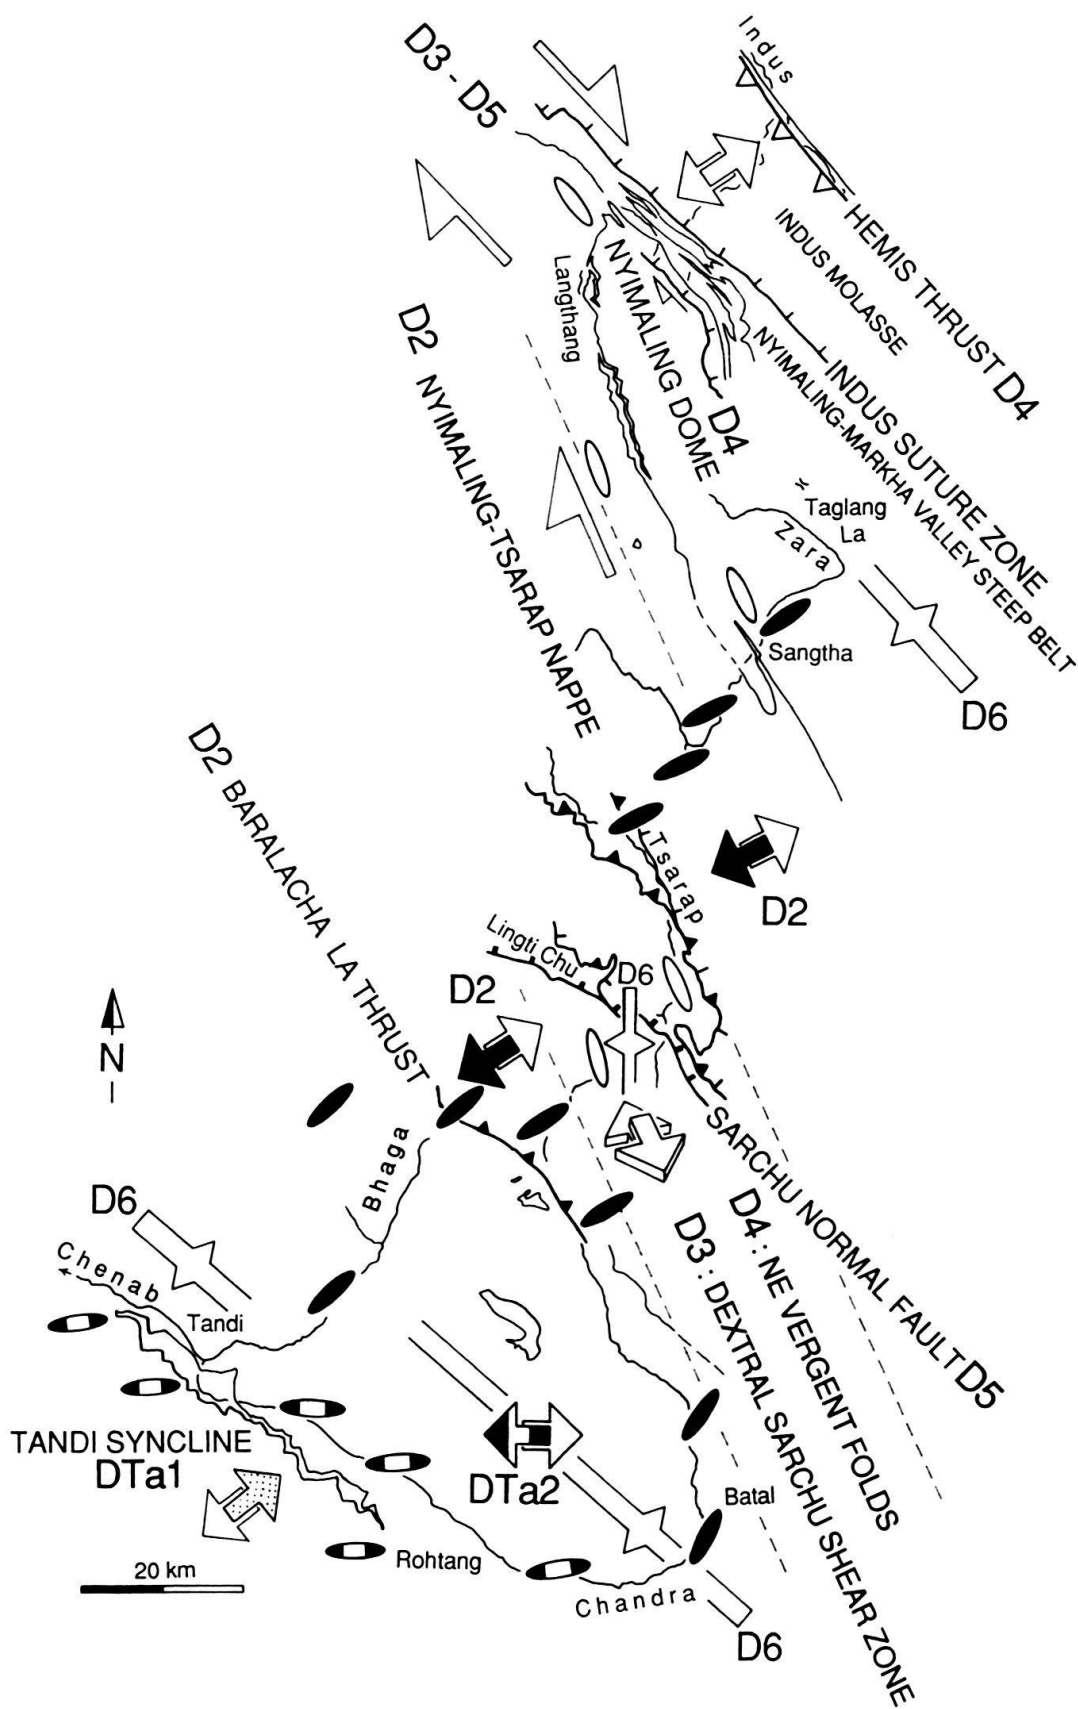 Indus
D3 - D5
HEMIS THRUST D4
INDUS MOLASSE
Langthang
NYIMALING DOME
D4
INDUS SUTURE ZONE
NYIMALING-MARKHA VALLEY STEEP BELT
D2 NYIMALING-TSARAP NAPPE
Taglang
La
Zara
Sangtha
D6
D2 BARALACHA LA THRUST
Tsarap
D2
Lingti Chu
D6
D2
N
Bhaga
SARCHU NORMAL FAULT D5
D4 : NE VERGENT FOLDS
D3 : DEXTRAL SARCHU SHEAR ZONE
D6
Chenab
Tandi
TANDI SYNCLINE
DTa1
DTa2
Batal
20 km
Rohtang
Chandra
D6